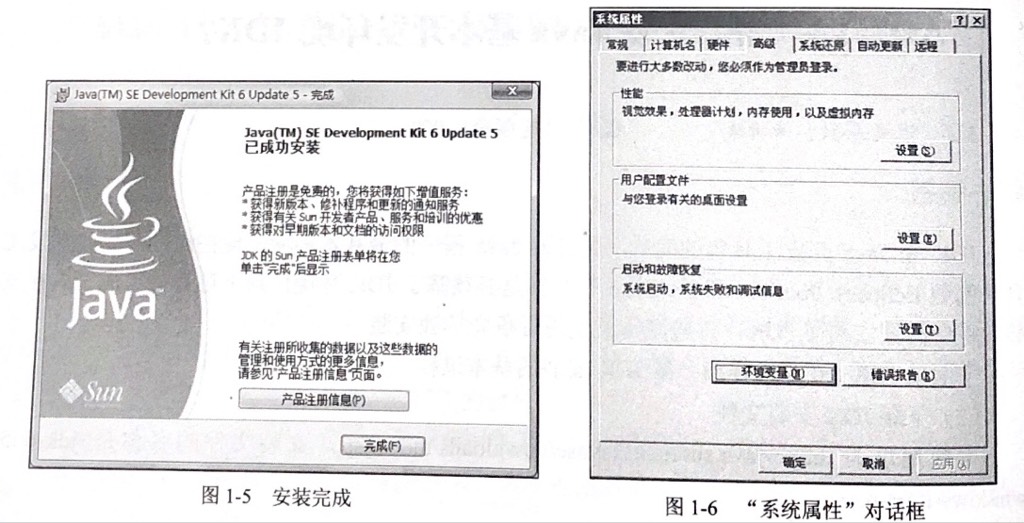 Java(TM) SE Development Kit 6 Update 5 - 完成
Java(TM) SE Development Kit 6 Update 5
已成功安装
产品注册是免费的，您将获得如下增值服务：
* 获得新版本、修补程序和更新的通知服务
* 获得有关 Sun 开发者产品、服务和培训的优惠
* 获得对早期版本和文档的访问权限
JDK 的 Sun 产品注册表单将在您
单击“完成”后显示
Java™
有关注册所收集的数据以及这些数据的
管理和使用方式的更多信息，
请参见“产品注册信息”页面。
Sun
产品注册信息(P)
完成(F)
图 1-5 安装完成
系统属性
常规 计算机名 硬件 高级 系统还原 自动更新 远程
要进行大多数改动，您必须作为管理员登录。
性能
视觉效果，处理器计划，内存使用，以及虚拟内存
设置(S)
用户配置文件
与您登录有关的桌面设置
设置(E)
启动和故障恢复
系统启动，系统失败和调试信息
设置(T)
环境变量(N) 错误报告(R)
确定 取消 应用(A)
图 1-6 “系统属性”对话框